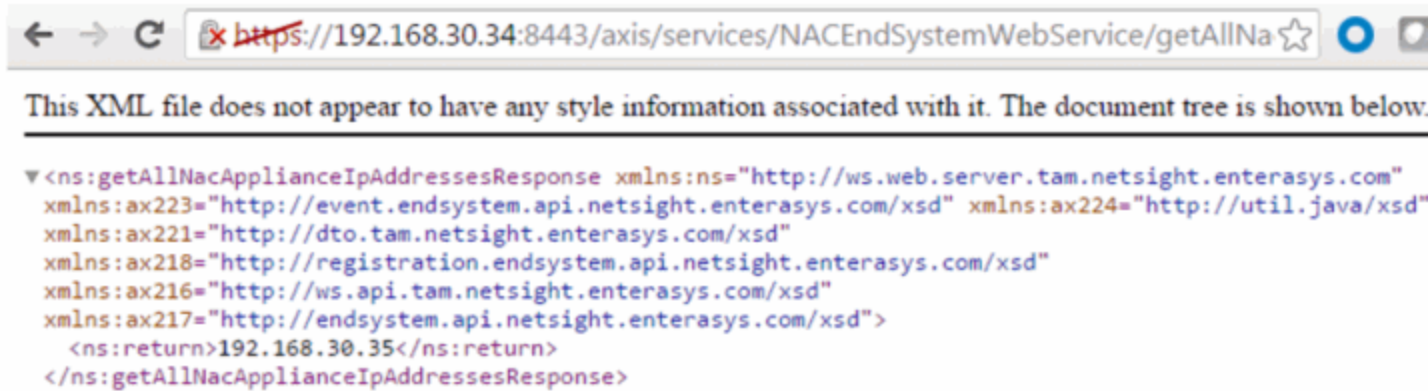 https://192.168.30.34:8443/axis/services/NACEndSystemWebService/getAllNa
This XML file does not appear to have any style information associated with it. The document tree is shown below.
▼<ns:getAllNacApplianceIpAddressesResponse xmlns:ns="http://ws.web.server.tam.netsight.enterasys.com"
xmlns:ax223="http://event.endsystem.api.netsight.enterasys.com/xsd" xmlns:ax224="http://util.java/xsd"
xmlns:ax221="http://dto.tam.netsight.enterasys.com/xsd"
xmlns:ax218="http://registration.endsystem.api.netsight.enterasys.com/xsd"
xmlns:ax216="http://ws.api.tam.netsight.enterasys.com/xsd"
xmlns:ax217="http://endsystem.api.netsight.enterasys.com/xsd">
<ns:return>192.168.30.35</ns:return>
</ns:getAllNacApplianceIpAddressesResponse>